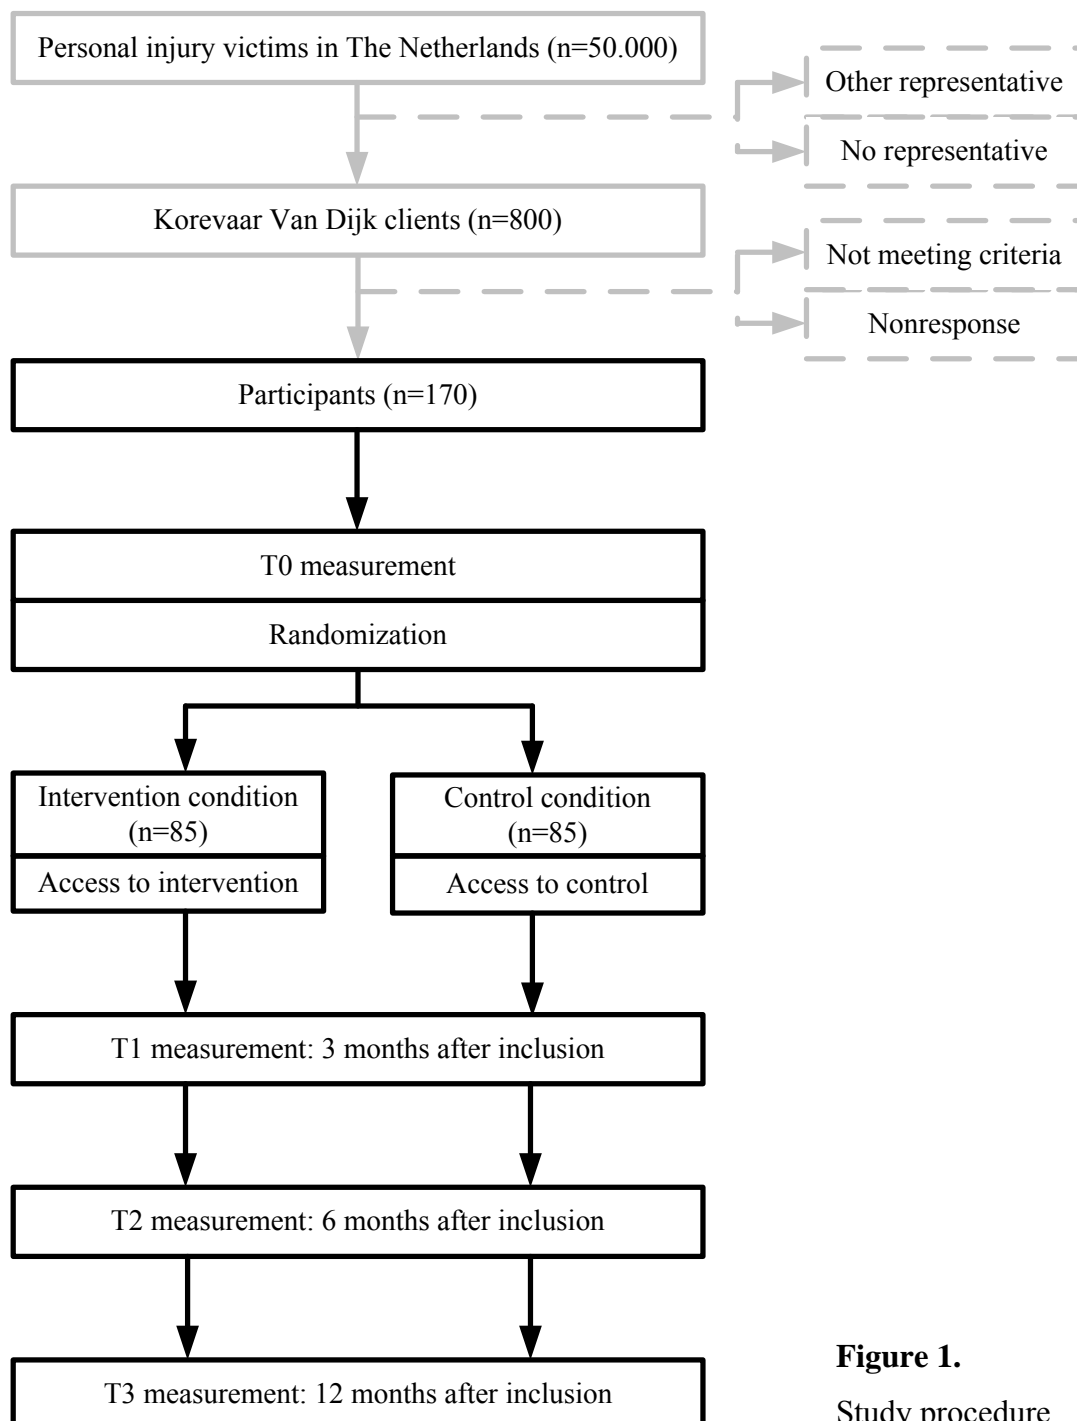 Personal injury victims in The Netherlands (n=50.000)
Other representative
No representative
Korevaar Van Dijk clients (n=800)
Not meeting criteria
Nonresponse
Participants (n=170)
T0 measurement
Randomization
Intervention condition
(n=85)
Access to intervention
Control condition
(n=85)
Access to control
T1 measurement: 3 months after inclusion
T2 measurement: 6 months after inclusion
T3 measurement: 12 months after inclusion
Figure 1.
Study procedure